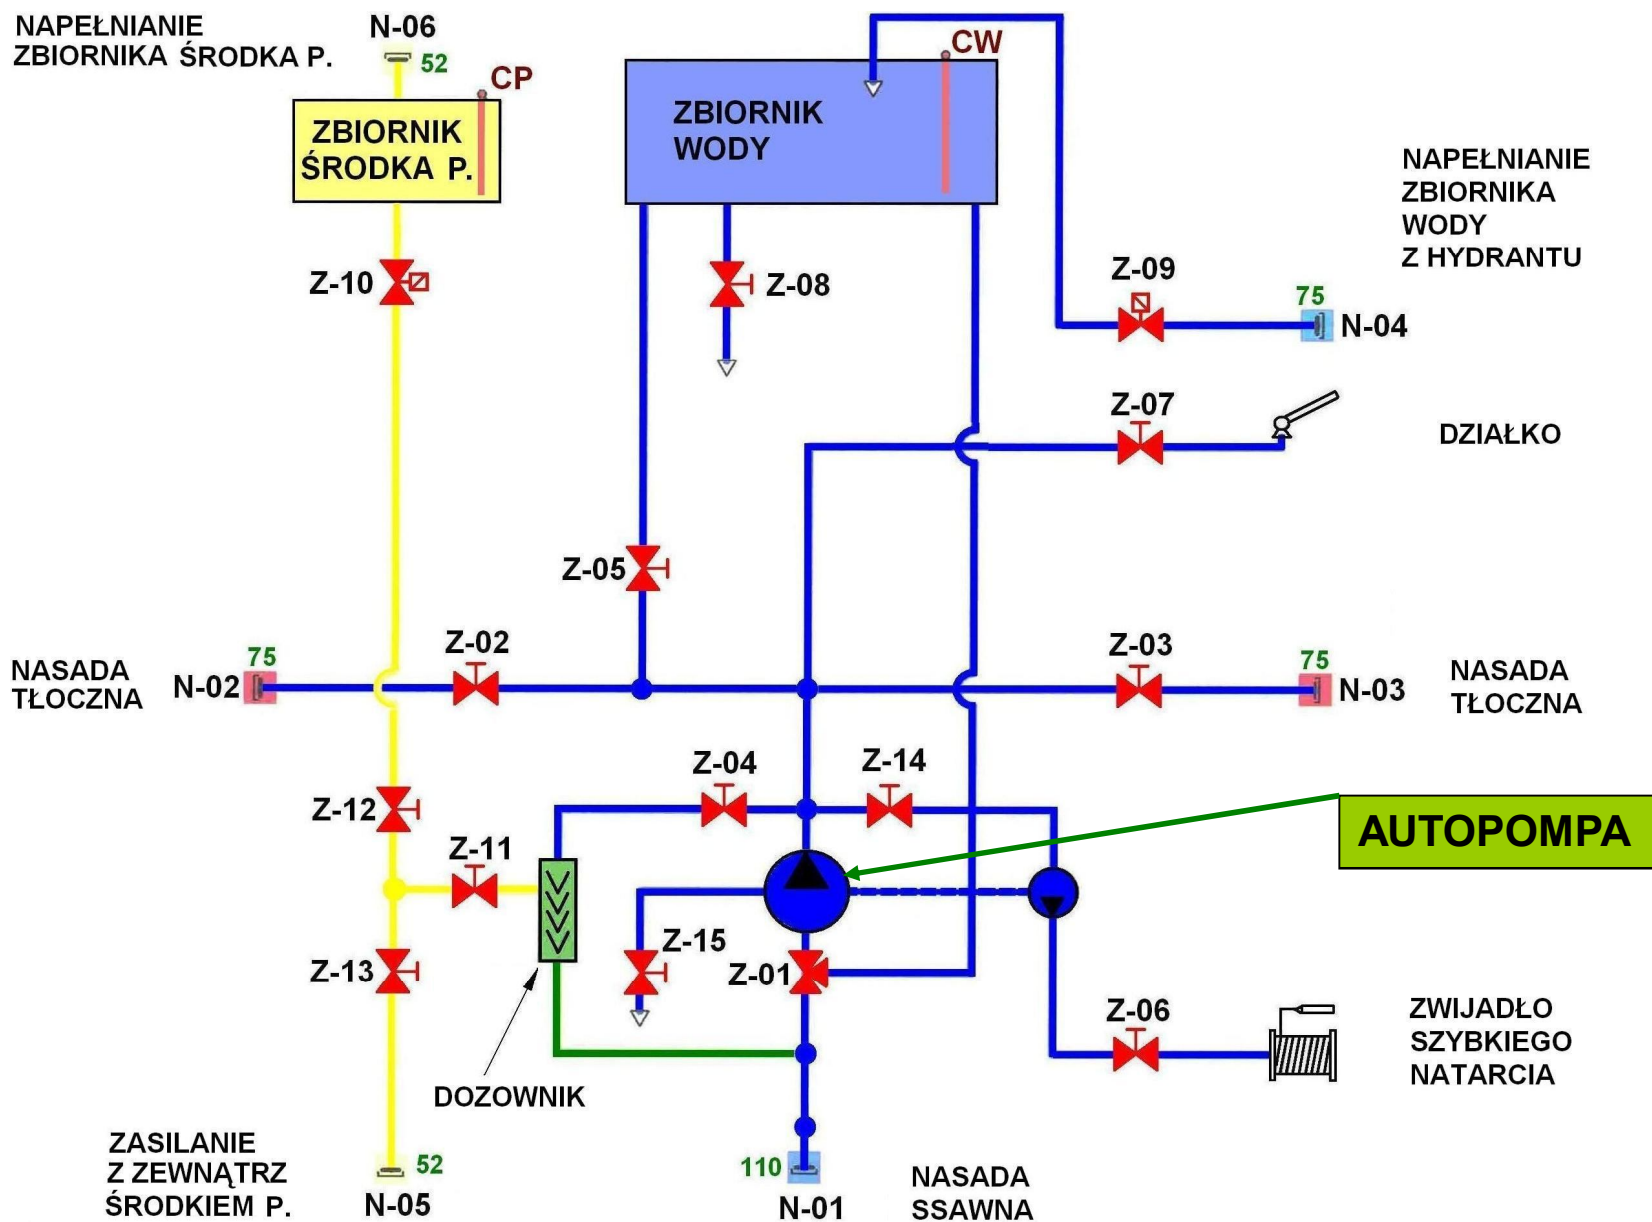 NAPEŁNIANIE
ZBIORNIKA ŚRODKA P.
N-06
52
CP
ZBIORNIK
ŚRODKA P.
CW
ZBIORNIK
WODY
NAPEŁNIANIE
ZBIORNIKA
WODY
Z HYDRANTU
Z-10
Z-08
Z-09
75
N-04
Z-07
DZIAŁKO
Z-05
NASADA
TŁOCZNA
N-02
75
Z-02
Z-03
75
N-03
NASADA
TŁOCZNA
Z-04
Z-14
Z-12
Z-11
AUTOPOMPA
Z-13
Z-15
Z-01
Z-06
ZWIJADŁO
SZYBKIEGO
NATARCIA
DOZOWNIK
ZASILANIE
Z ZEWNĄTRZ
ŚRODKIEM P.
52
N-05
110
N-01
NASADA
SSAWNA